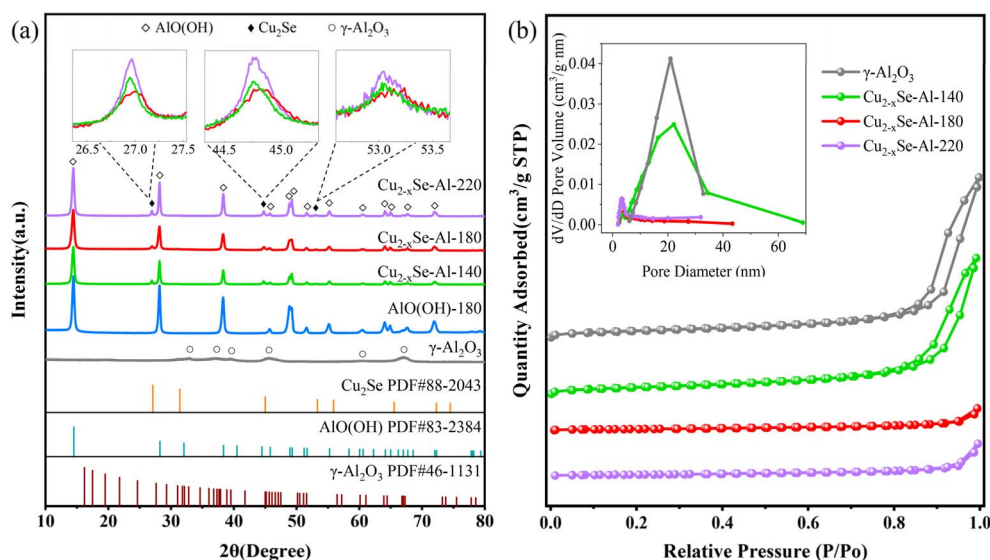 (a)
◇ AlO(OH) ♦ Cu₂Se ○ γ-Al₂O₃
26.5 27.0 27.5
44.5 45.0
53.0 53.5
Cu₂₋ₓSe-Al-220
Cu₂₋ₓSe-Al-180
Cu₂₋ₓSe-Al-140
AlO(OH)-180
γ-Al₂O₃
Cu₂Se PDF#88-2043
AlO(OH) PDF#83-2384
γ-Al₂O₃ PDF#46-1131
Intensity(a.u.)
10 20 30 40 50 60 70 80
2θ(Degree)
(b)
dV/dD Pore Volume (cm³/g·nm)
0.04
0.03
0.02
0.01
0.00
0 20 40 60
Pore Diameter (nm)
γ-Al₂O₃
Cu₂₋ₓSe-Al-140
Cu₂₋ₓSe-Al-180
Cu₂₋ₓSe-Al-220
Quantity Adsorbed(cm³/g STP)
0.0 0.2 0.4 0.6 0.8 1.0
Relative Pressure (P/Po)